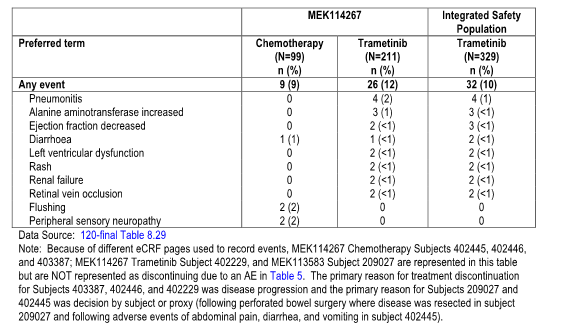 MEK114267 Integrated Safety Population
Preferred term Chemotherapy (N=99) n (%) Trametinib (N=211) n (%) Trametinib (N=329) n (%)
Any event 9 (9) 26 (12) 32 (10)
Pneumonitis 0 4 (2) 4 (1)
Alanine aminotransferase increased 0 3 (1) 3 (<1)
Ejection fraction decreased 0 2 (<1) 3 (<1)
Diarrhoea 1 (1) 1 (<1) 2 (<1)
Left ventricular dysfunction 0 2 (<1) 2 (<1)
Rash 0 2 (<1) 2 (<1)
Renal failure 0 2 (<1) 2 (<1)
Retinal vein occlusion 0 2 (<1) 2 (<1)
Flushing 2 (2) 0 0
Peripheral sensory neuropathy 2 (2) 0 0
Data Source: 120-final Table 8.29
Note: Because of different eCRF pages used to record events, MEK114267 Chemotherapy Subjects 402445, 402446,
and 403387; MEK114267 Trametinib Subject 402229, and MEK113583 Subject 209027 are represented in this table
but are NOT represented as discontinuing due to an AE in Table 5. The primary reason for treatment discontinuation
for Subjects 403387, 402446, and 402229 was disease progression and the primary reason for Subjects 209027 and
402445 was decision by subject or proxy (following perforated bowel surgery where disease was resected in subject
209027 and following adverse events of abdominal pain, diarrhea, and vomiting in subject 402445).